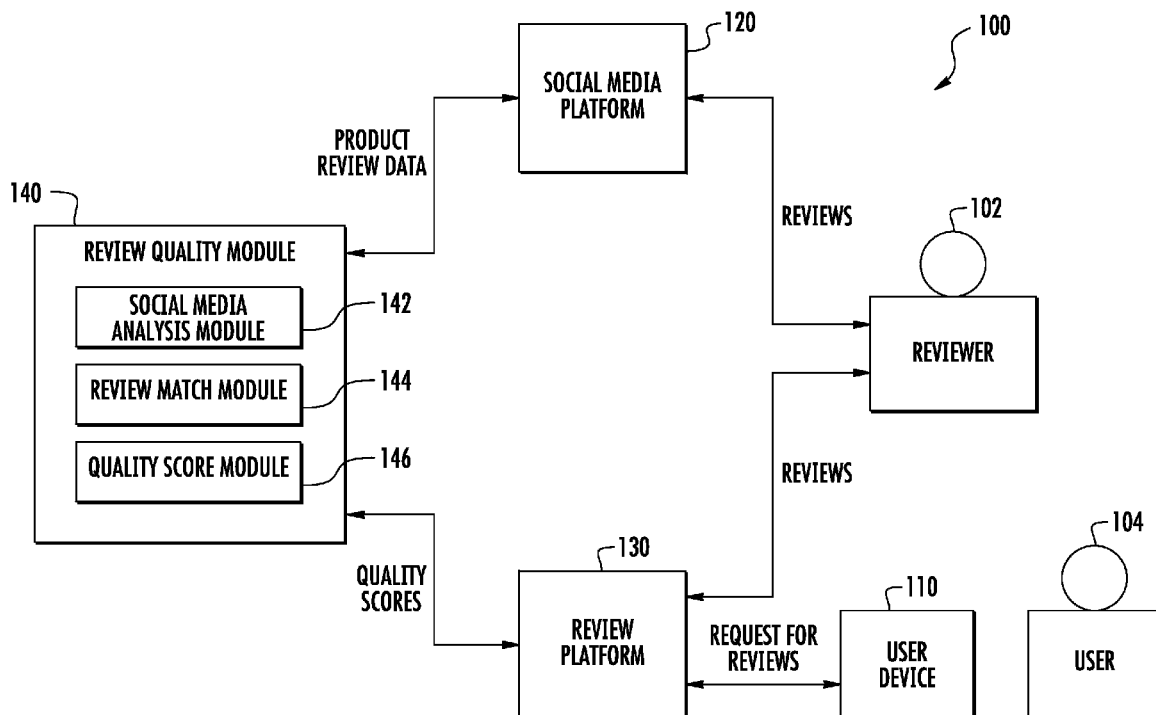 120
SOCIAL MEDIA
PLATFORM
100
PRODUCT
REVIEW DATA
140
REVIEW QUALITY MODULE
SOCIAL MEDIA
ANALYSIS MODULE
142
REVIEW MATCH MODULE
144
QUALITY SCORE MODULE
146
REVIEWS
102
REVIEWER
REVIEWS
QUALITY
SCORES
130
REVIEW
PLATFORM
REQUEST FOR
REVIEWS
110
USER
DEVICE
104
USER